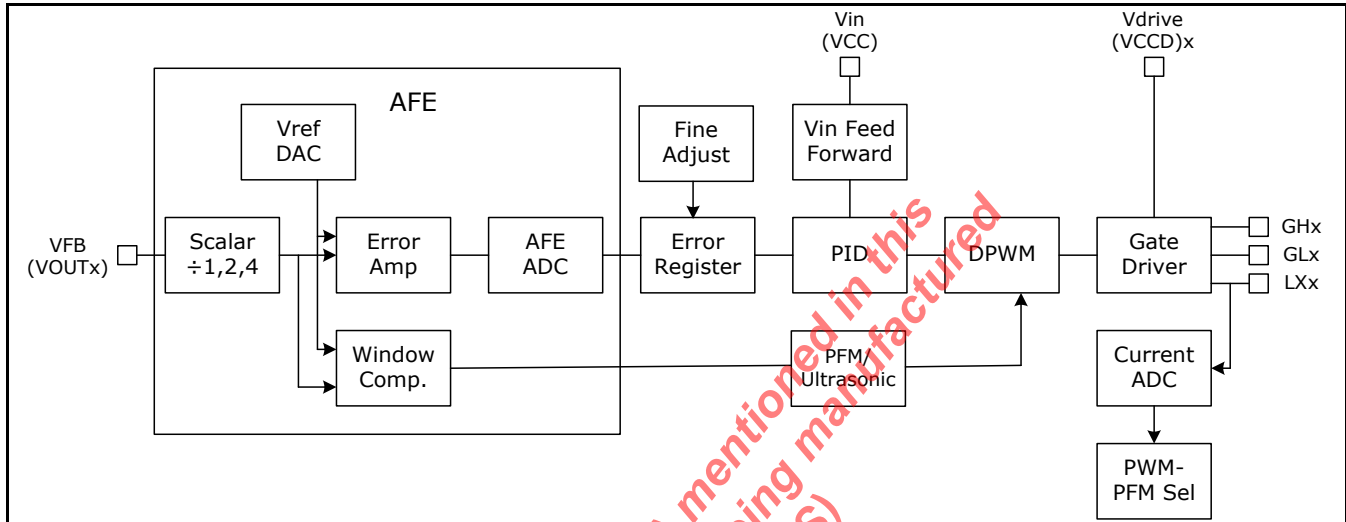 Vin
(VCC)
Vdrive
(VCCD)x
AFE
Vref
DAC
Fine
Adjust
Vin Feed
Forward
VFB
(VOUTx)
Scalar
÷1,2,4
Error
Amp
AFE
ADC
Error
Register
PID
DPWM
Gate
Driver
GHx
GLx
LXx
Window
Comp.
PFM/
Ultrasonic
Current
ADC
PWM-
PFM Sel
mentioned in this
being manufactured